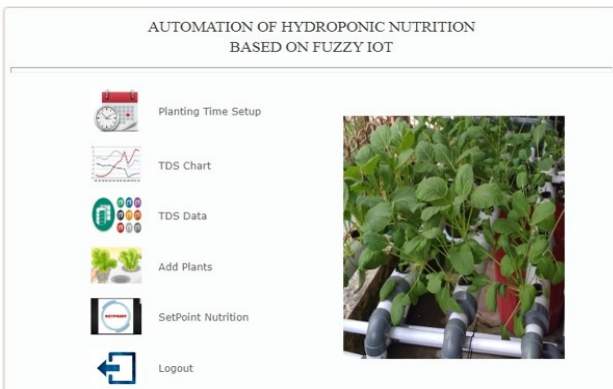 AUTOMATION OF HYDROPONIC NUTRITION
BASED ON FUZZY IOT
Planting Time Setup
TDS Chart
TDS Data
Add Plants
SETPOINT
SetPoint Nutrition
Logout